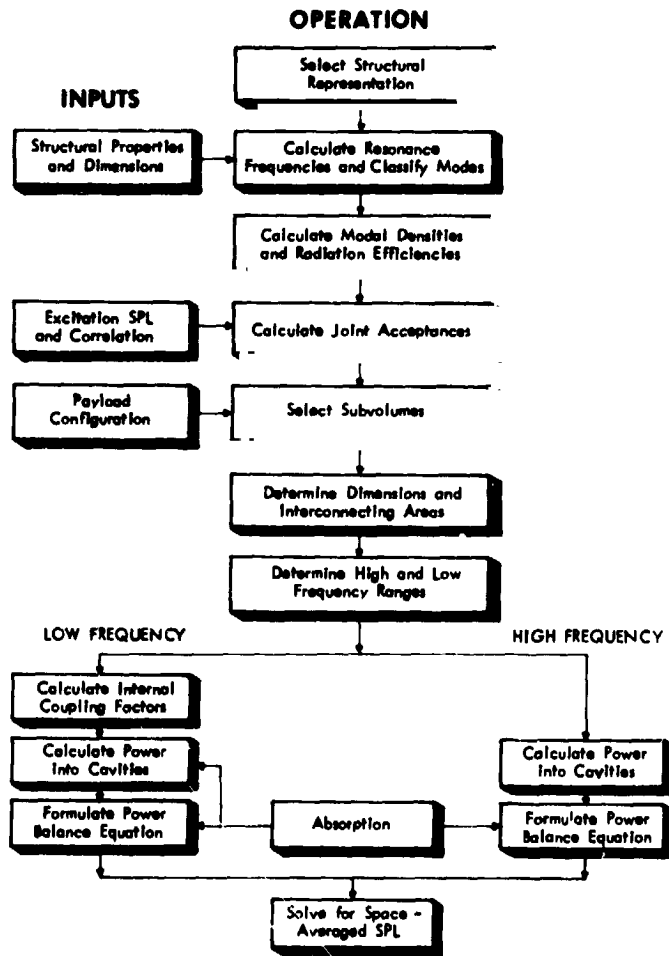 OPERATION
Select Structural
Representation
INPUTS
Structural Properties
and Dimensions
Calculate Resonance
Frequencies and Classify Modes
Calculate Modal Densities
and Radiation Efficiencies
Excitation SPL
and Correlation
Calculate Joint Acceptances
Payload
Configuration
Select Subvolumes
Determine Dimensions and
Interconnecting Areas
Determine High and Low
Frequency Ranges
LOW FREQUENCY
HIGH FREQUENCY
Calculate Internal
Coupling Factors
Calculate Power
into Cavities
Calculate Power
into Cavities
Formulate Power
Balance Equation
Absorption
Formulate Power
Balance Equation
Solve for Space -
Averaged SPL